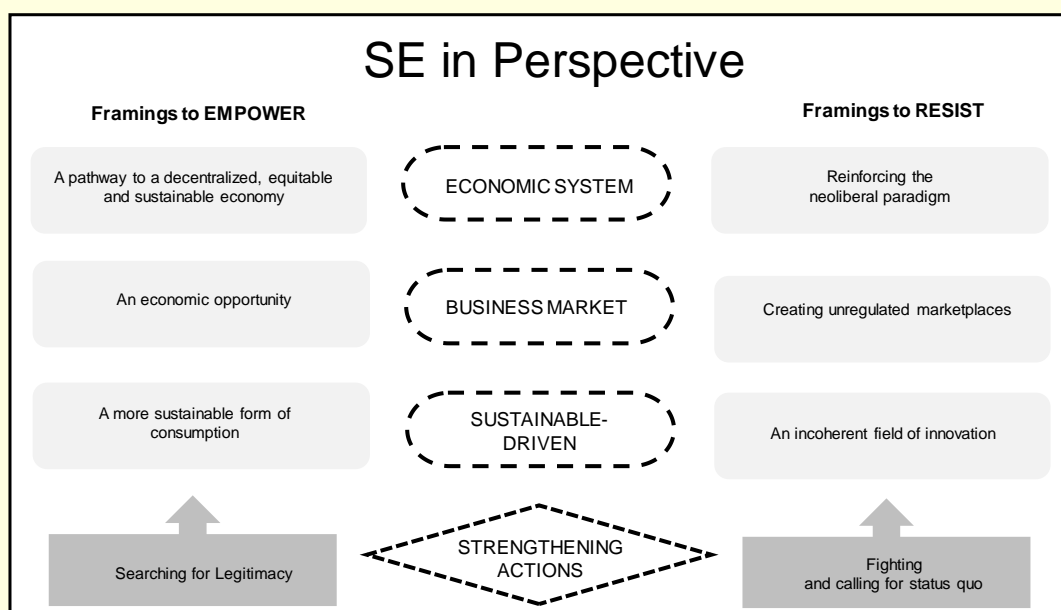 SE in Perspective
Framings to EMPOWER
Framings to RESIST
A pathway to a decentralized, equitable
and sustainable economy
ECONOMIC SYSTEM
Reinforcing the
neoliberal paradigm
An economic opportunity
BUSINESS MARKET
Creating unregulated marketplaces
A more sustainable form of
consumption
SUSTAINABLE-
DRIVEN
An incoherent field of innovation
Searching for Legitimacy
STRENGTHENING
ACTIONS
Fighting
and calling for status quo